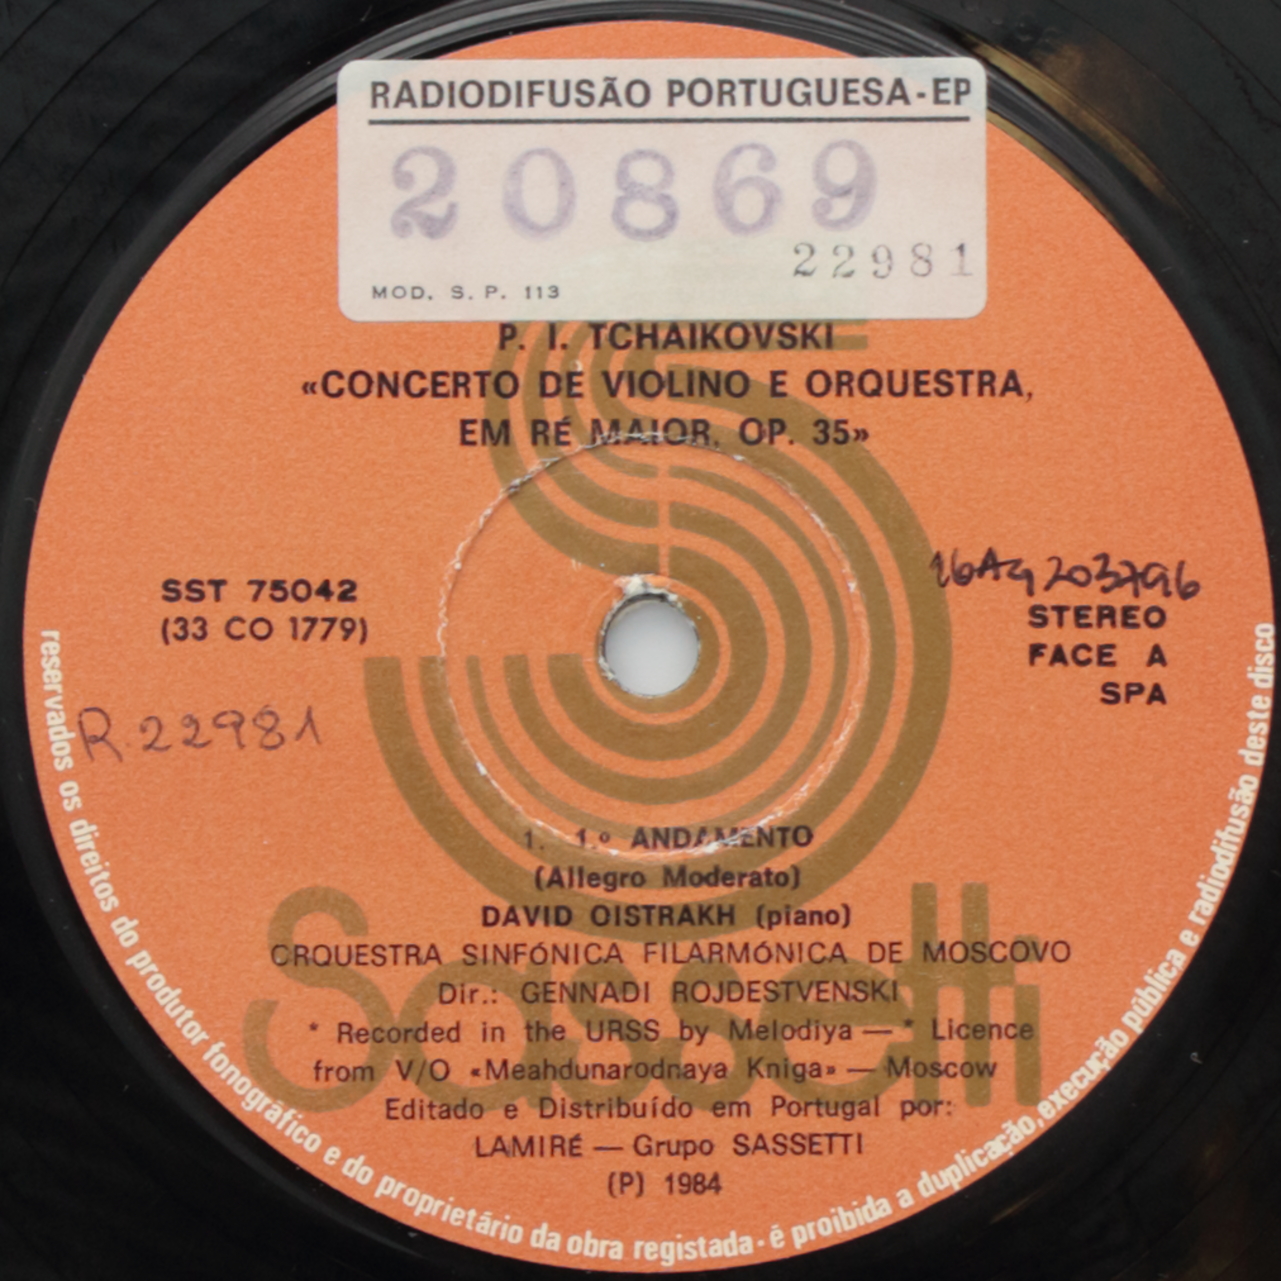 RADIODIFUSÃO PORTUGUESA - EP
20869
22981
MOD. S. P. 113
P. I. TCHAIKOVSKI
«CONCERTO DE VIOLINO E ORQUESTRA,
EM RÉ MAIOR, OP. 35»
SST 75042
(33 CO 1779)
R. 22981
STEREO
FACE A
SPA
1. 1.º ANDAMENTO
(Allegro Moderato)
DAVID OISTRAKH (piano)
ORQUESTRA SINFÓNICA FILARMÓNICA DE MOSCOVO
Dir.: GENNADI ROJDESTVENSKI
* Recorded in the URSS by Melodiya — * Licence
from V/O «Meahdunarodnaya Kniga» — Moscow
Editado e Distribuído em Portugal por:
LAMIRÉ — Grupo SASSETTI
(P) 1984
Sassetti
reservados os direitos do produtor fonográfico e do proprietário da obra registada - é proibida a duplicação, execução pública e radiodifusão deste disco